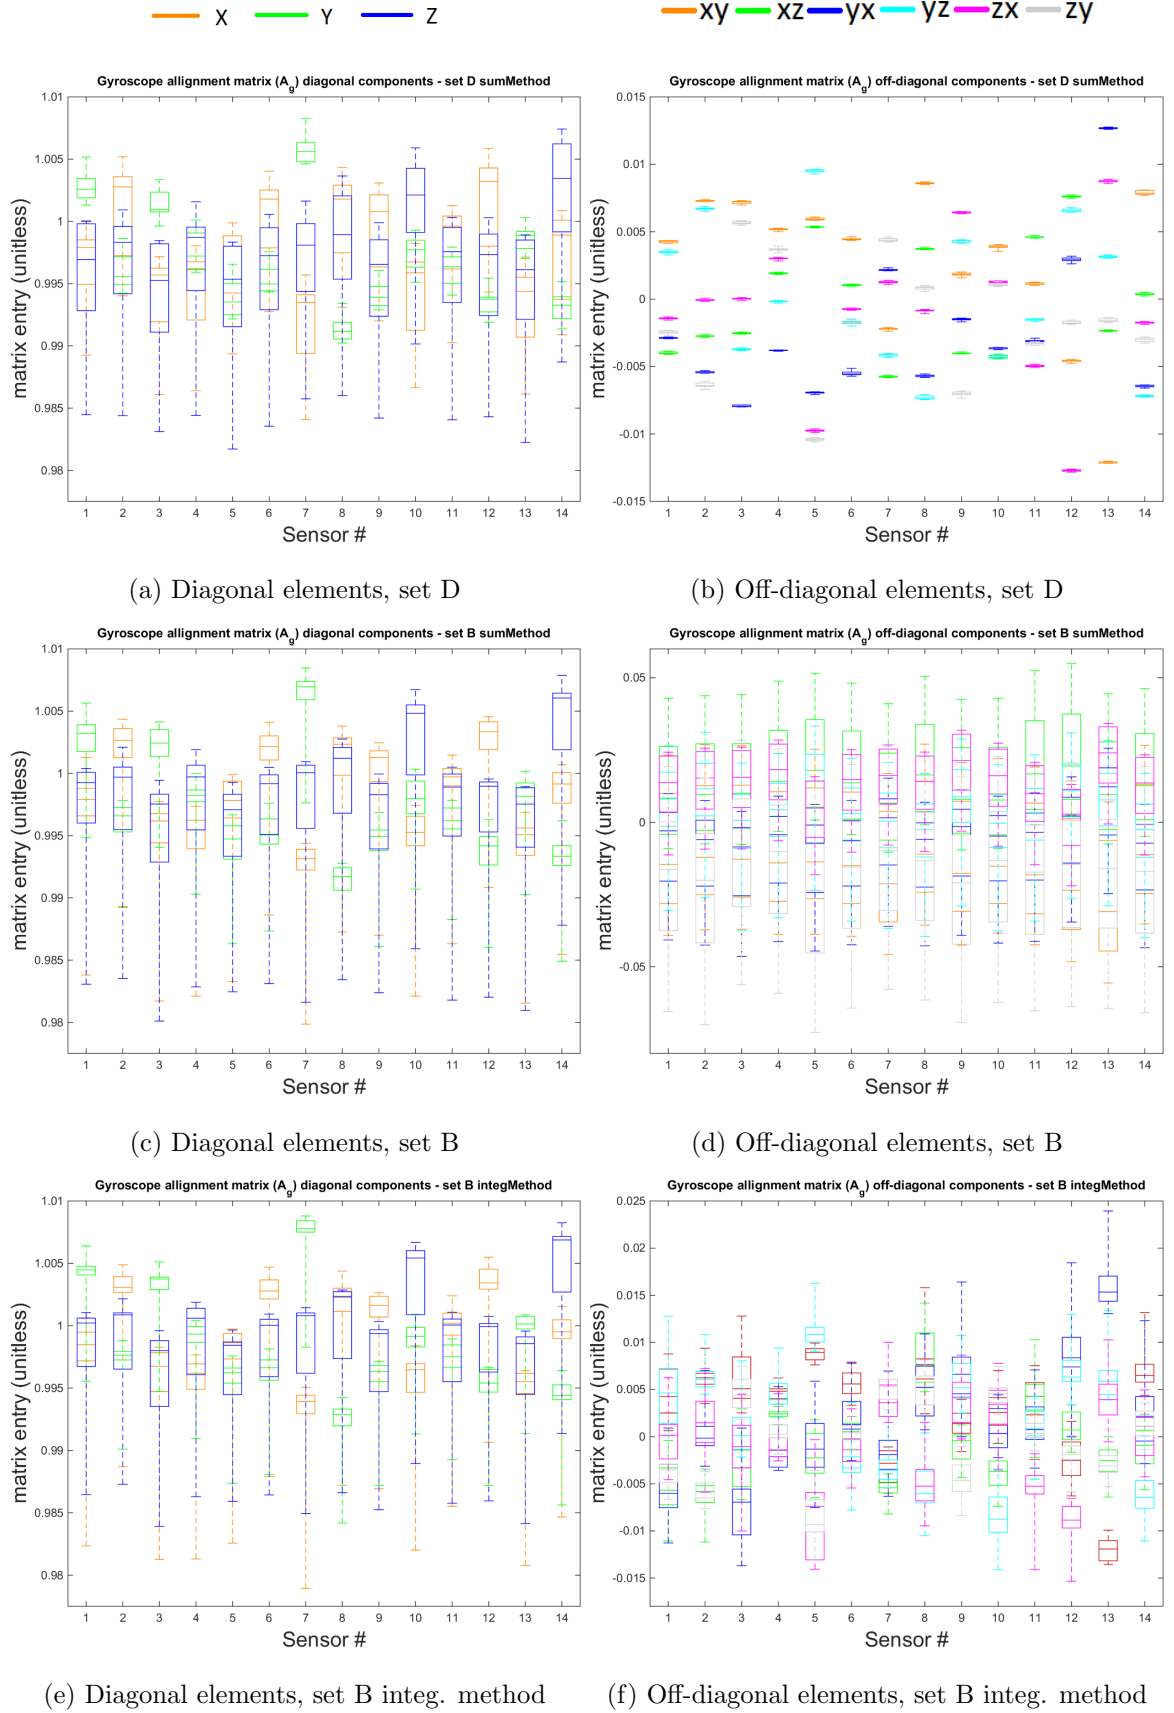 X Y Z
xy xz yx yz zx zy
Gyroscope allignment matrix (A_g) diagonal components - set D sumMethod
matrix entry (unitless)
1.01
1.005
1
0.995
0.99
0.985
0.98
1 2 3 4 5 6 7 8 9 10 11 12 13 14
Sensor #
(a) Diagonal elements, set D
Gyroscope allignment matrix (A_g) off-diagonal components - set D sumMethod
matrix entry (unitless)
0.015
0.01
0.005
0
-0.005
-0.01
-0.015
1 2 3 4 5 6 7 8 9 10 11 12 13 14
Sensor #
(b) Off-diagonal elements, set D
Gyroscope allignment matrix (A_g) diagonal components - set B sumMethod
matrix entry (unitless)
1.01
1.005
1
0.995
0.99
0.985
0.98
1 2 3 4 5 6 7 8 9 10 11 12 13 14
Sensor #
(c) Diagonal elements, set B
Gyroscope allignment matrix (A_g) off-diagonal components - set B sumMethod
matrix entry (unitless)
0.05
0
-0.05
1 2 3 4 5 6 7 8 9 10 11 12 13 14
Sensor #
(d) Off-diagonal elements, set B
Gyroscope allignment matrix (A_g) diagonal components - set B integMethod
matrix entry (unitless)
1.01
1.005
1
0.995
0.99
0.985
0.98
1 2 3 4 5 6 7 8 9 10 11 12 13 14
Sensor #
(e) Diagonal elements, set B integ. method
Gyroscope allignment matrix (A_g) off-diagonal components - set B integMethod
matrix entry (unitless)
0.025
0.02
0.015
0.01
0.005
0
-0.005
-0.01
-0.015
1 2 3 4 5 6 7 8 9 10 11 12 13 14
Sensor #
(f) Off-diagonal elements, set B integ. method